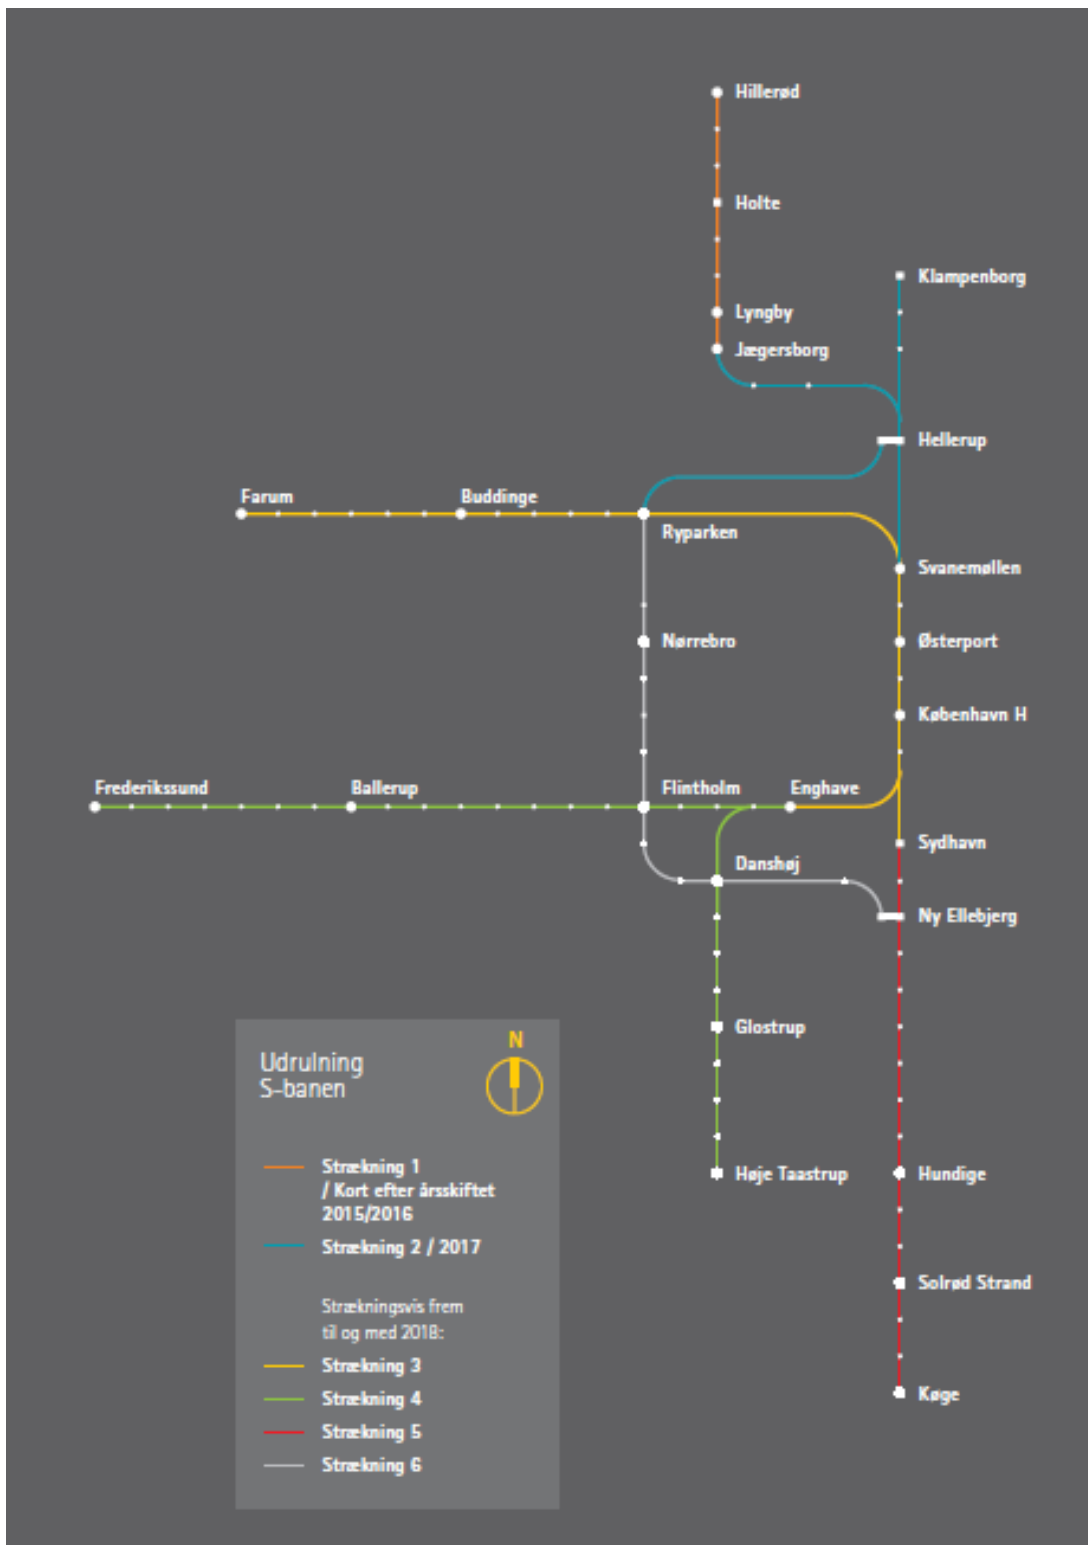 Hillerød
Holte
Klampenborg
Lyngby
Jægersborg
Hellerup
Farum
Buddinge
Ryparken
Svanemøllen
Nørrebro
Østerport
København H
Frederikssund
Ballerup
Flintholm
Enghave
Sydhavn
Danshøj
Ny Ellebjerg
Glostrup
Høje Taastrup
Hundige
Solrød Strand
Køge
N
Udrulning
S-banen
Strækning 1
/ Kort efter årsskiftet
2015/2016
Strækning 2 / 2017
Strækningsvis frem
til og med 2018:
Strækning 3
Strækning 4
Strækning 5
Strækning 6